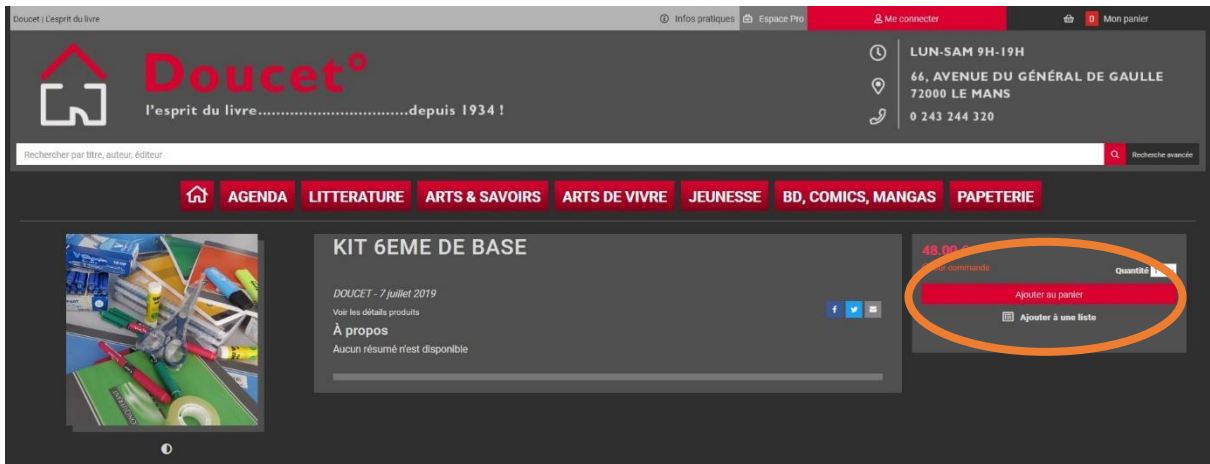 Doucet | L'esprit du livre
Infos pratiques
Espace Pro
Me connecter
0 Mon panier
Doucet°
l'esprit du livre..................................depuis 1934 !
LUN-SAM 9H-19H
66, AVENUE DU GÉNÉRAL DE GAULLE
72000 LE MANS
0 243 244 320
Rechercher par titre, auteur, éditeur
Recherche avancée
AGENDA
LITTERATURE
ARTS & SAVOIRS
ARTS DE VIVRE
JEUNESSE
BD, COMICS, MANGAS
PAPETERIE
KIT 6EME DE BASE
DOUCET - 7 juillet 2019
Voir les détails produits
À propos
Aucun résumé n'est disponible
48,00
commande
Quantité
Ajouter au panier
Ajouter à une liste